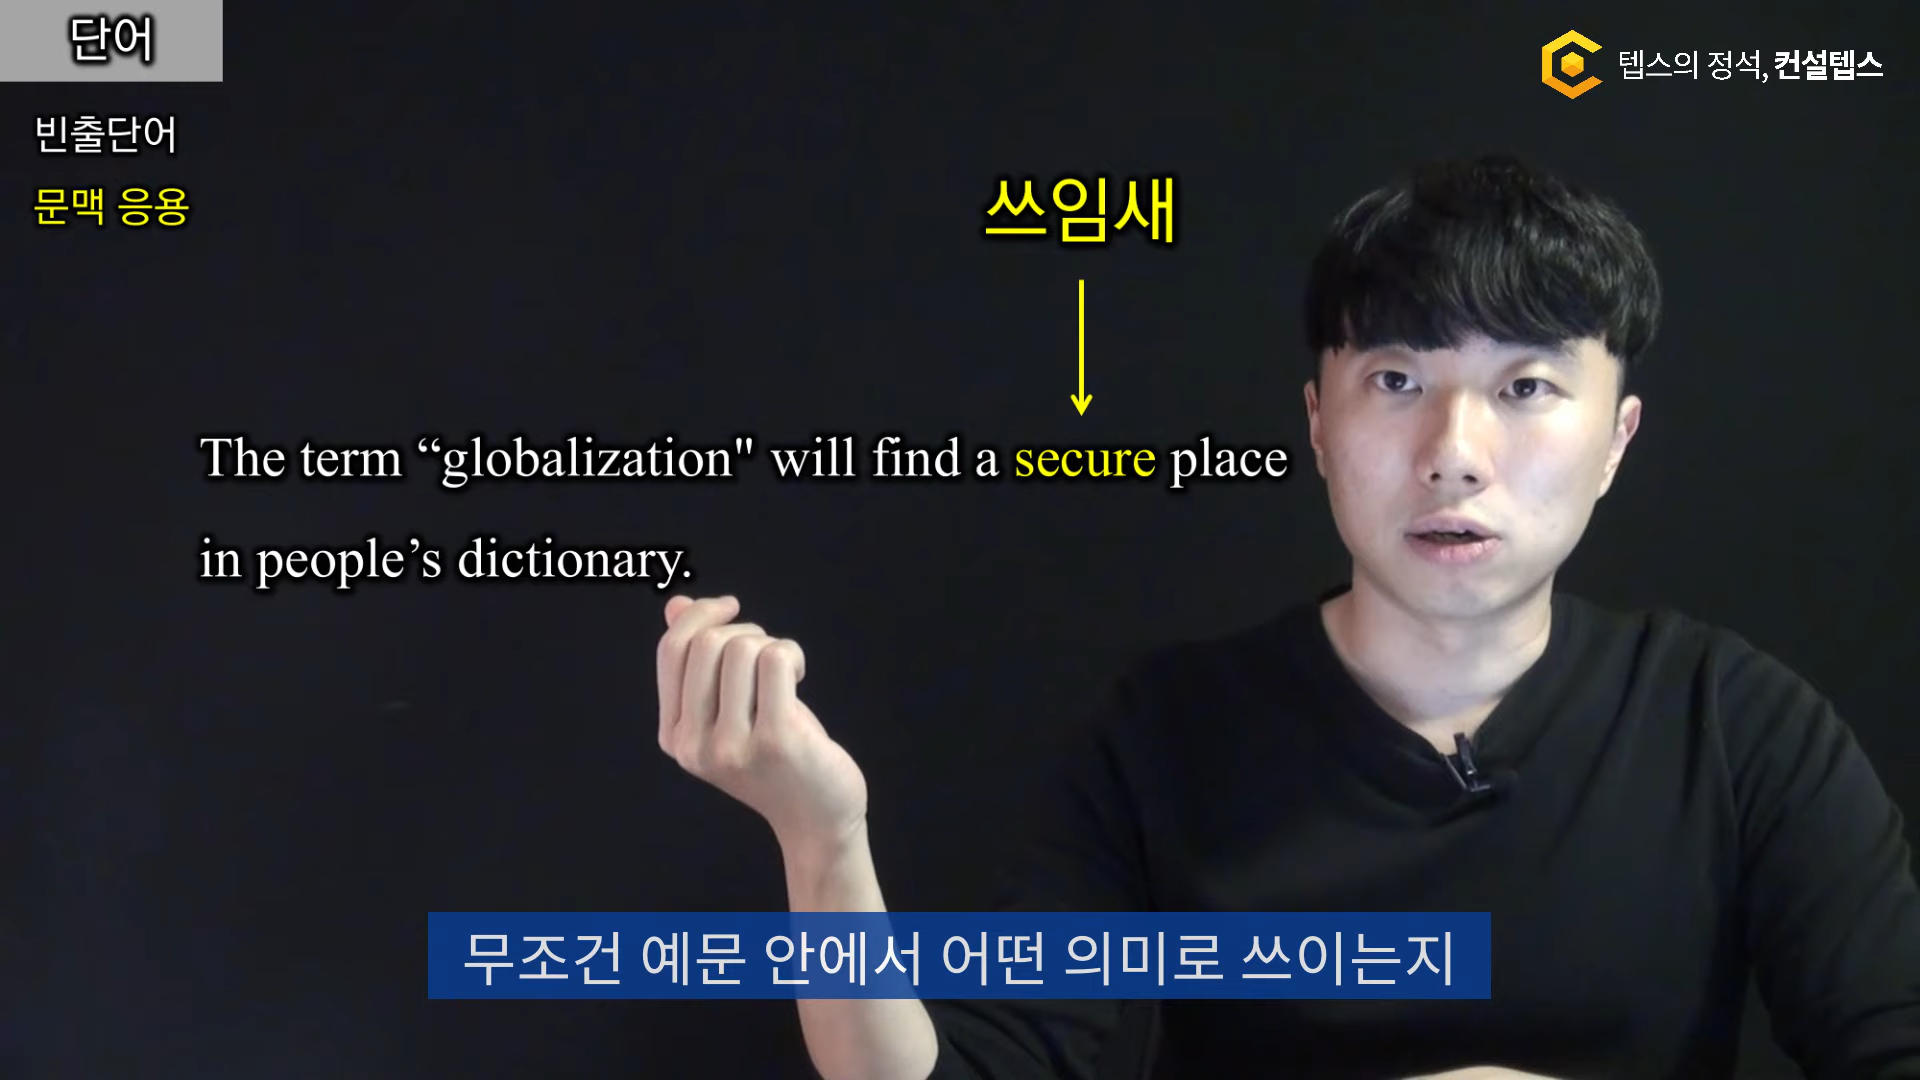 단어
텝스의 정석, 컨설텝스
빈출단어
문맥 응용
쓰임새
The term “globalization" will find a secure place
in people’s dictionary.
무조건 예문 안에서 어떤 의미로 쓰이는지